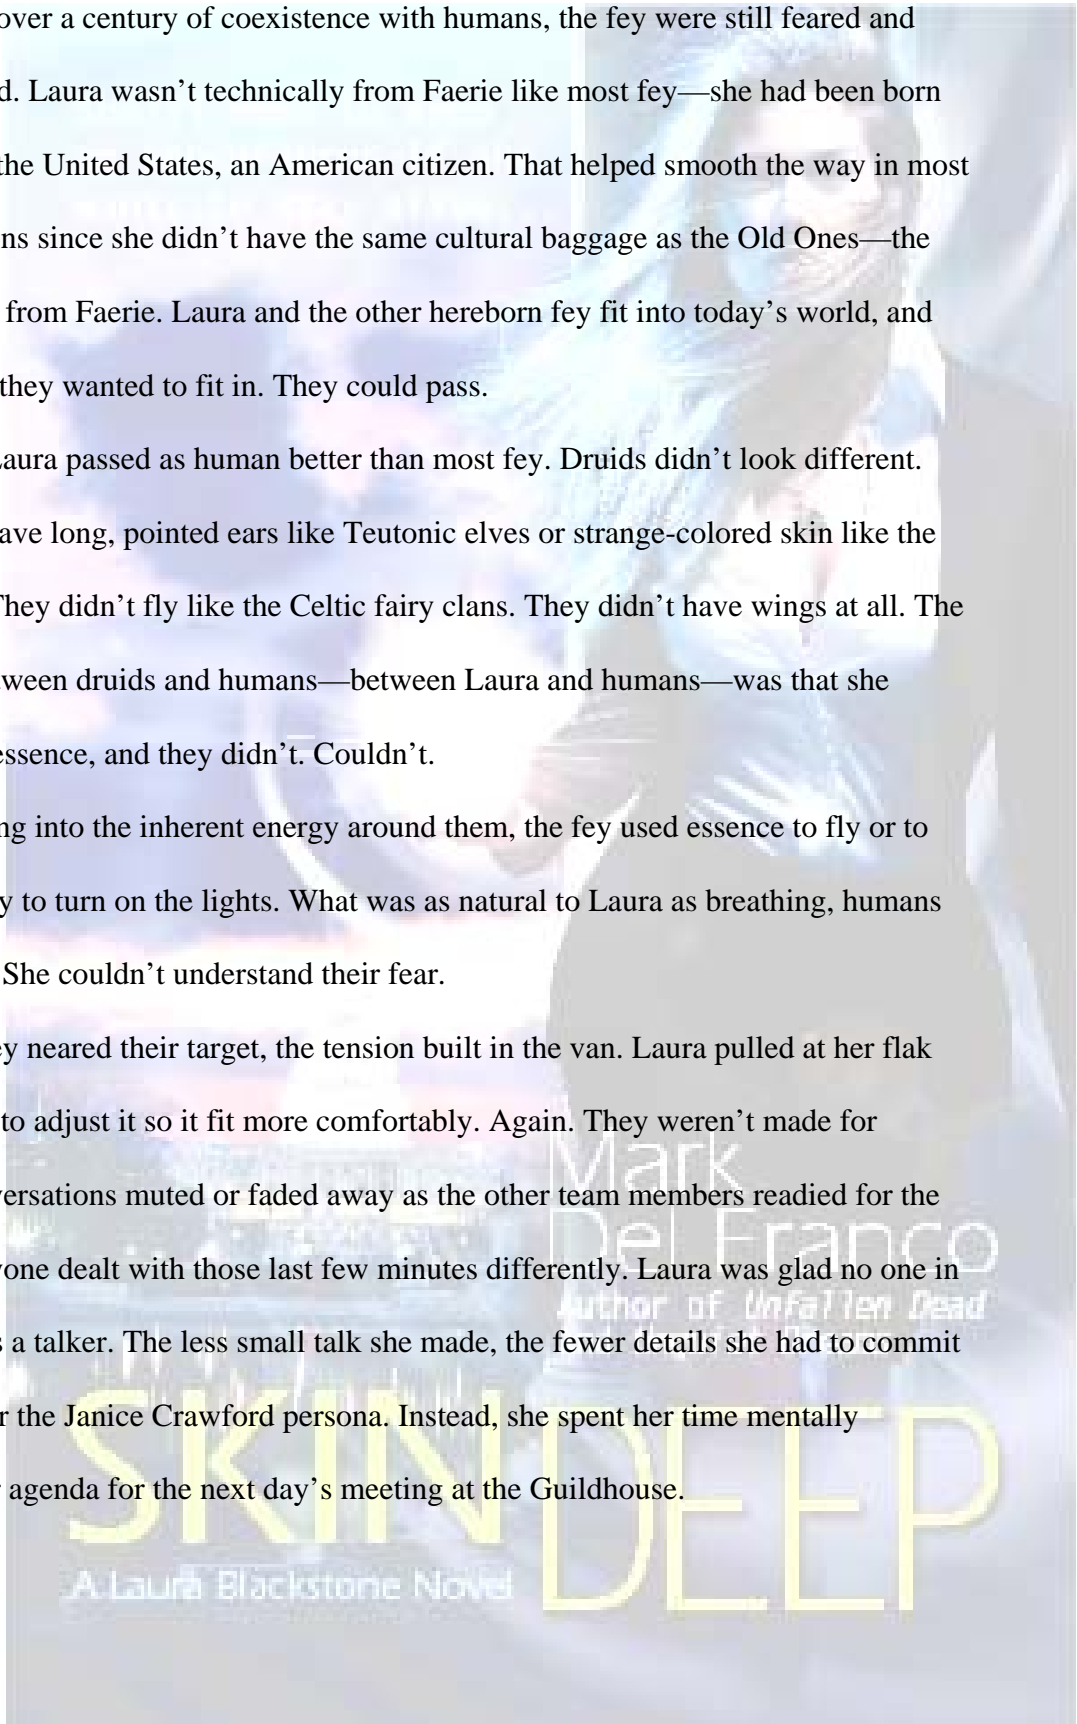 over a century of coexistence with humans, the fey were still feared and
d. Laura wasn’t technically from Faerie like most fey—she had been born
the United States, an American citizen. That helped smooth the way in most
ns since she didn’t have the same cultural baggage as the Old Ones—the
from Faerie. Laura and the other hereborn fey fit into today’s world, and
they wanted to fit in. They could pass.
Laura passed as human better than most fey. Druids didn’t look different.
ave long, pointed ears like Teutonic elves or strange-colored skin like the
They didn’t fly like the Celtic fairy clans. They didn’t have wings at all. The
ween druids and humans—between Laura and humans—was that she
essence, and they didn’t. Couldn’t.
ng into the inherent energy around them, the fey used essence to fly or to
y to turn on the lights. What was as natural to Laura as breathing, humans
She couldn’t understand their fear.
ey neared their target, the tension built in the van. Laura pulled at her flak
to adjust it so it fit more comfortably. Again. They weren’t made for
versations muted or faded away as the other team members readied for the
yone dealt with those last few minutes differently. Laura was glad no one in
s a talker. The less small talk she made, the fewer details she had to commit
r the Janice Crawford persona. Instead, she spent her time mentally
r agenda for the next day’s meeting at the Guildhouse.
Mark
Del Franco
Author of Unfallen Dead
SKIN DEEP
A Laura Blackstone Novel